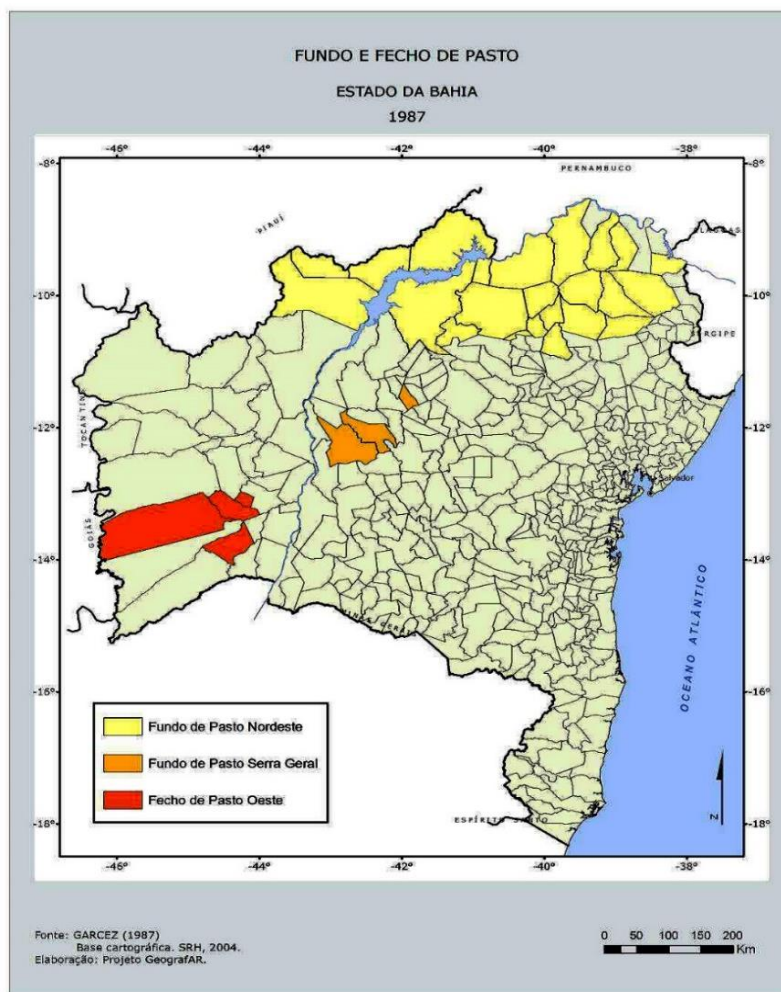 FUNDO E FECHO DE PASTO
ESTADO DA BAHIA
1987
-46°
-44°
-42°
-40°
-38°
-8°
-8°
PERNAMBUCO
PIAUÍ
ALAGOAS
-10°
-10°
SERGIPE
TOCANTINS
-12°
-12°
Salvador
GOIÁS
-14°
-14°
OCEANO ATLÂNTICO
-16°
-16°
Fundo de Pasto Nordeste
Fundo de Pasto Serra Geral
Fecho de Pasto Oeste
ESPÍRITO SANTO
N
-18°
-18°
-46°
-44°
-42°
-40°
-38°
Fonte: GARCEZ (1987)
Base cartográfica. SRH, 2004.
Elaboração: Projeto GeografAR.
0 50 100 150 200
Km